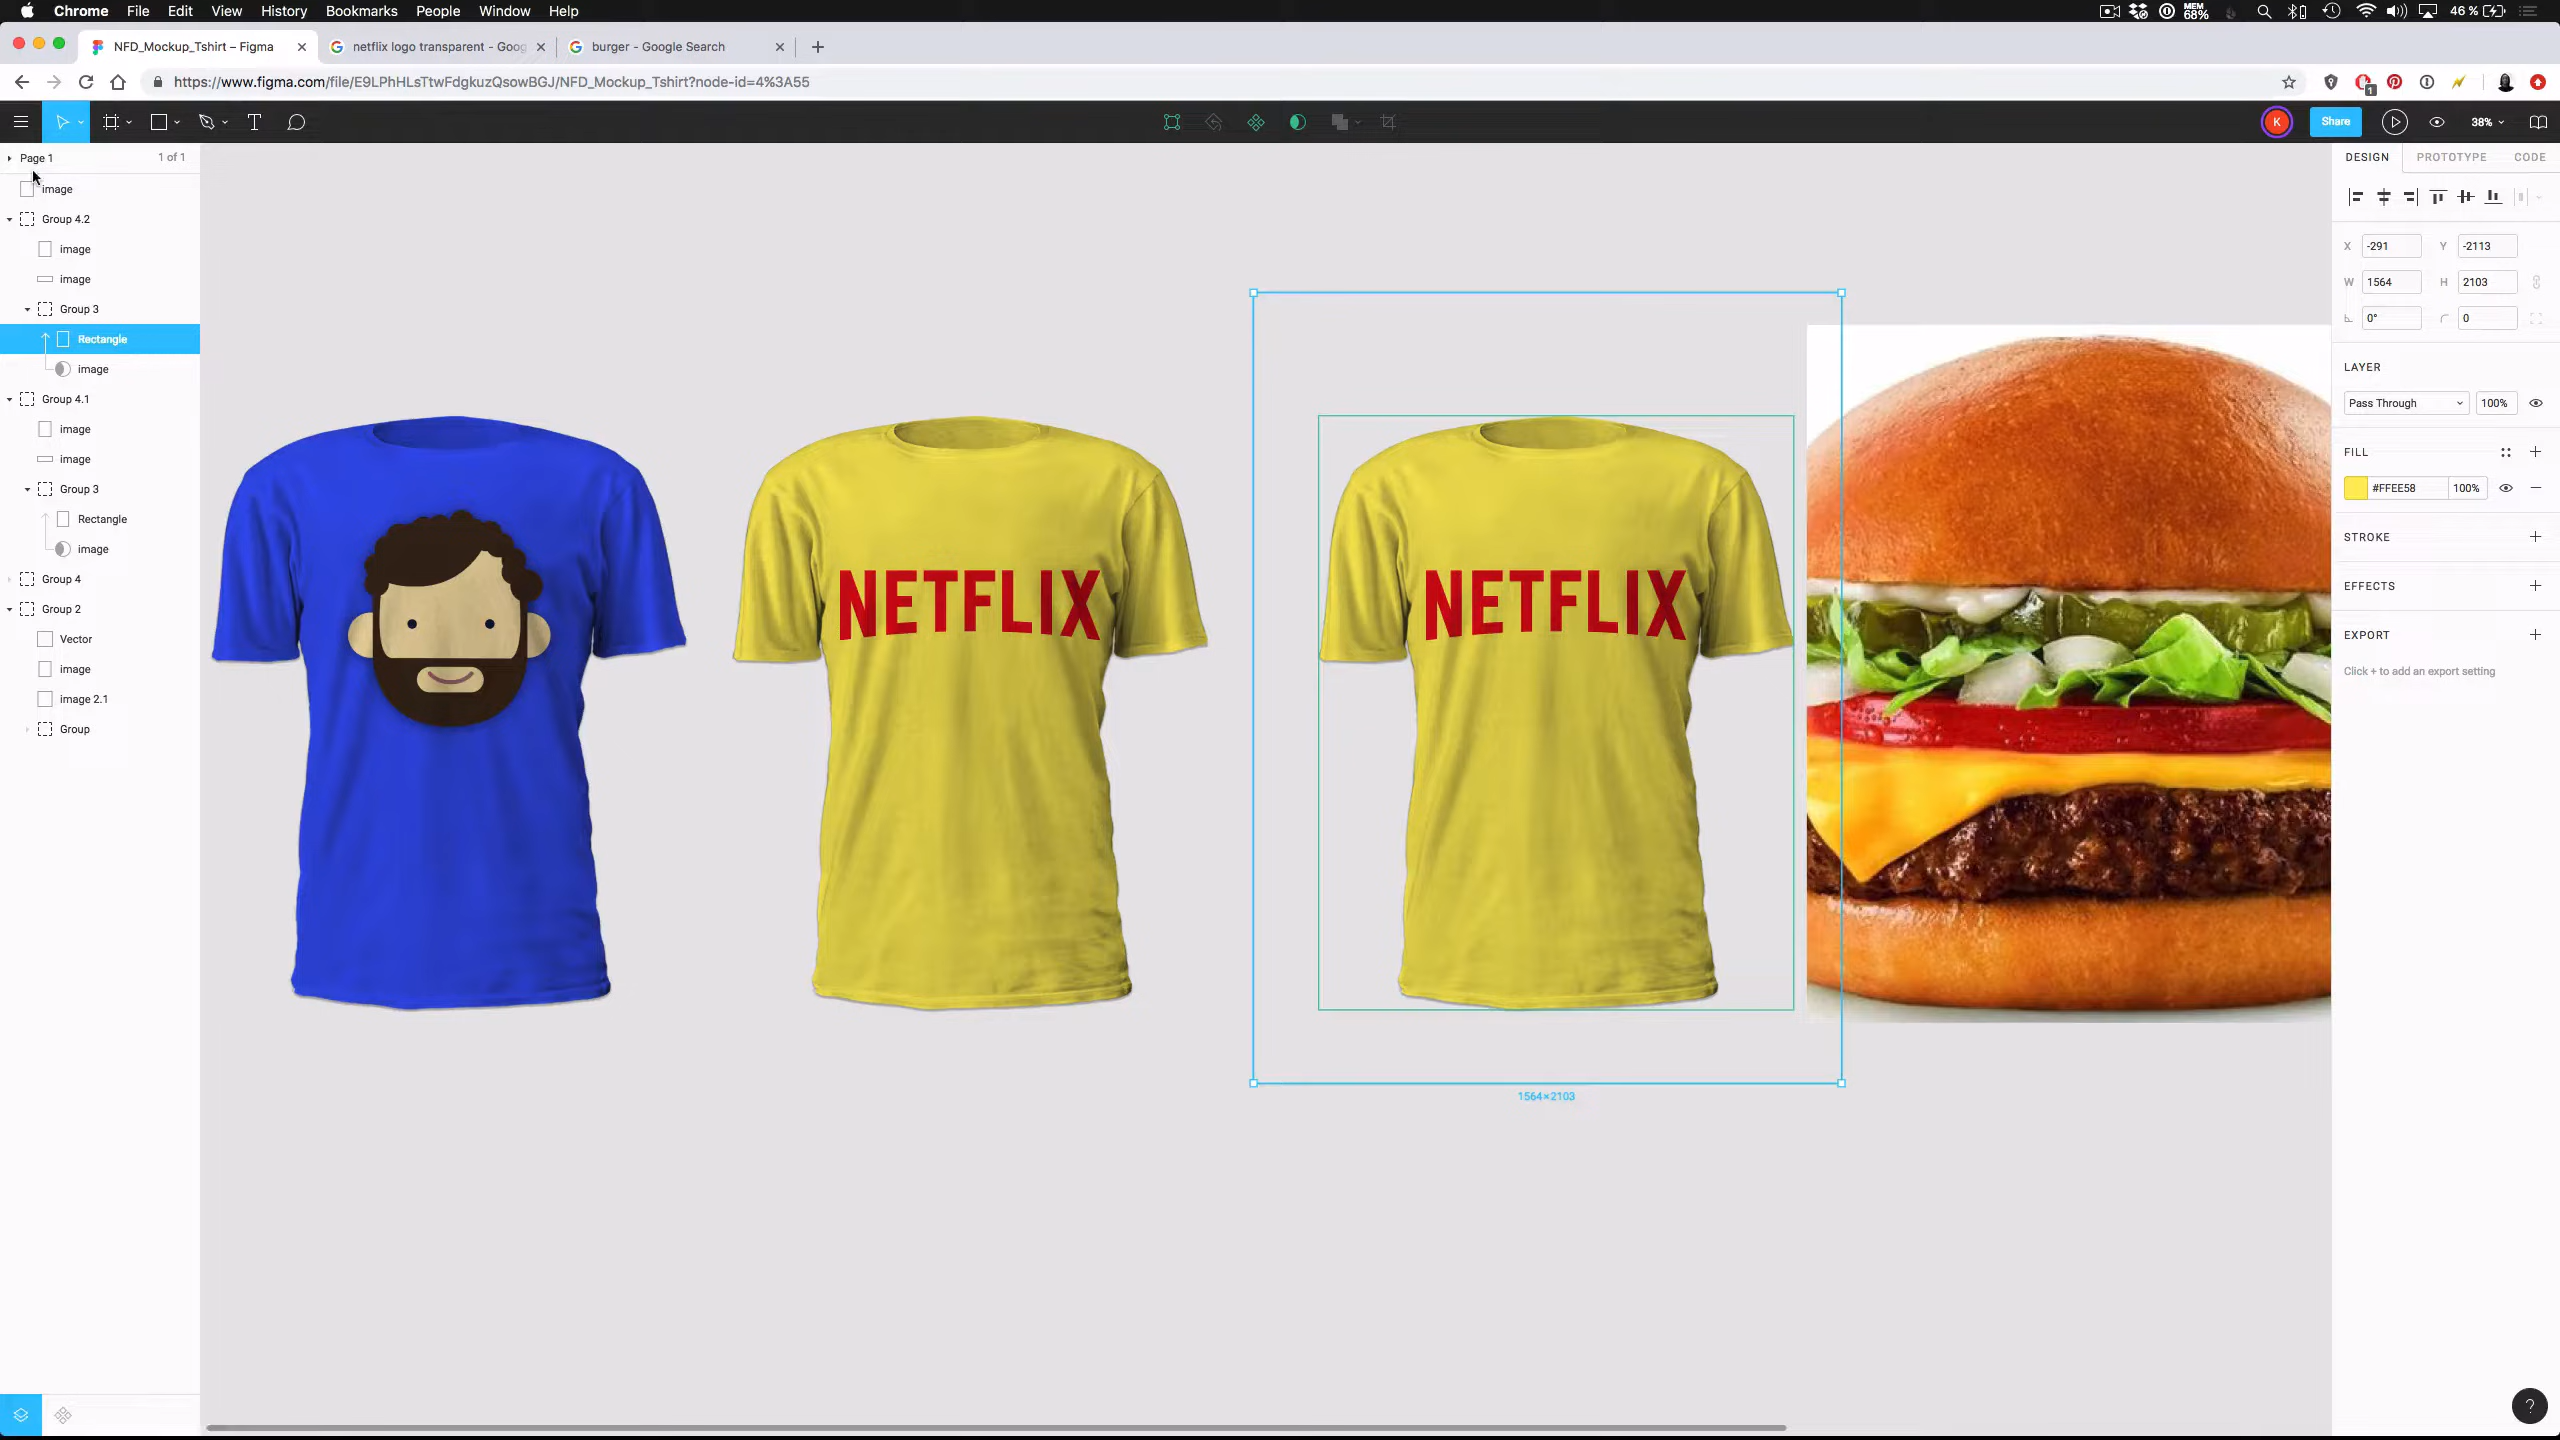 Chrome File Edit View History Bookmarks People Window Help
MEM 68% 46 %
NFD_Mockup_Tshirt – Figma
netflix logo transparent - Goog
burger - Google Search
https://www.figma.com/file/E9LPhHLsTtwFdgkuzQsowBGJ/NFD_Mockup_Tshirt?node-id=4%3A55
1
K
Share
38%
Page 1 1 of 1
DESIGN PROTOTYPE CODE
image
Group 4.2
image
image
Group 3
Rectangle
image
Group 4.1
image
image
Group 3
Rectangle
image
Group 4
Group 2
Vector
image
image 2.1
Group
NETFLIX
NETFLIX
1564×2103
X -291 Y -2113
W 1564 H 2103
0° 0
LAYER
Pass Through 100%
FILL
#FFEE58 100%
STROKE
EFFECTS
EXPORT
Click + to add an export setting
?